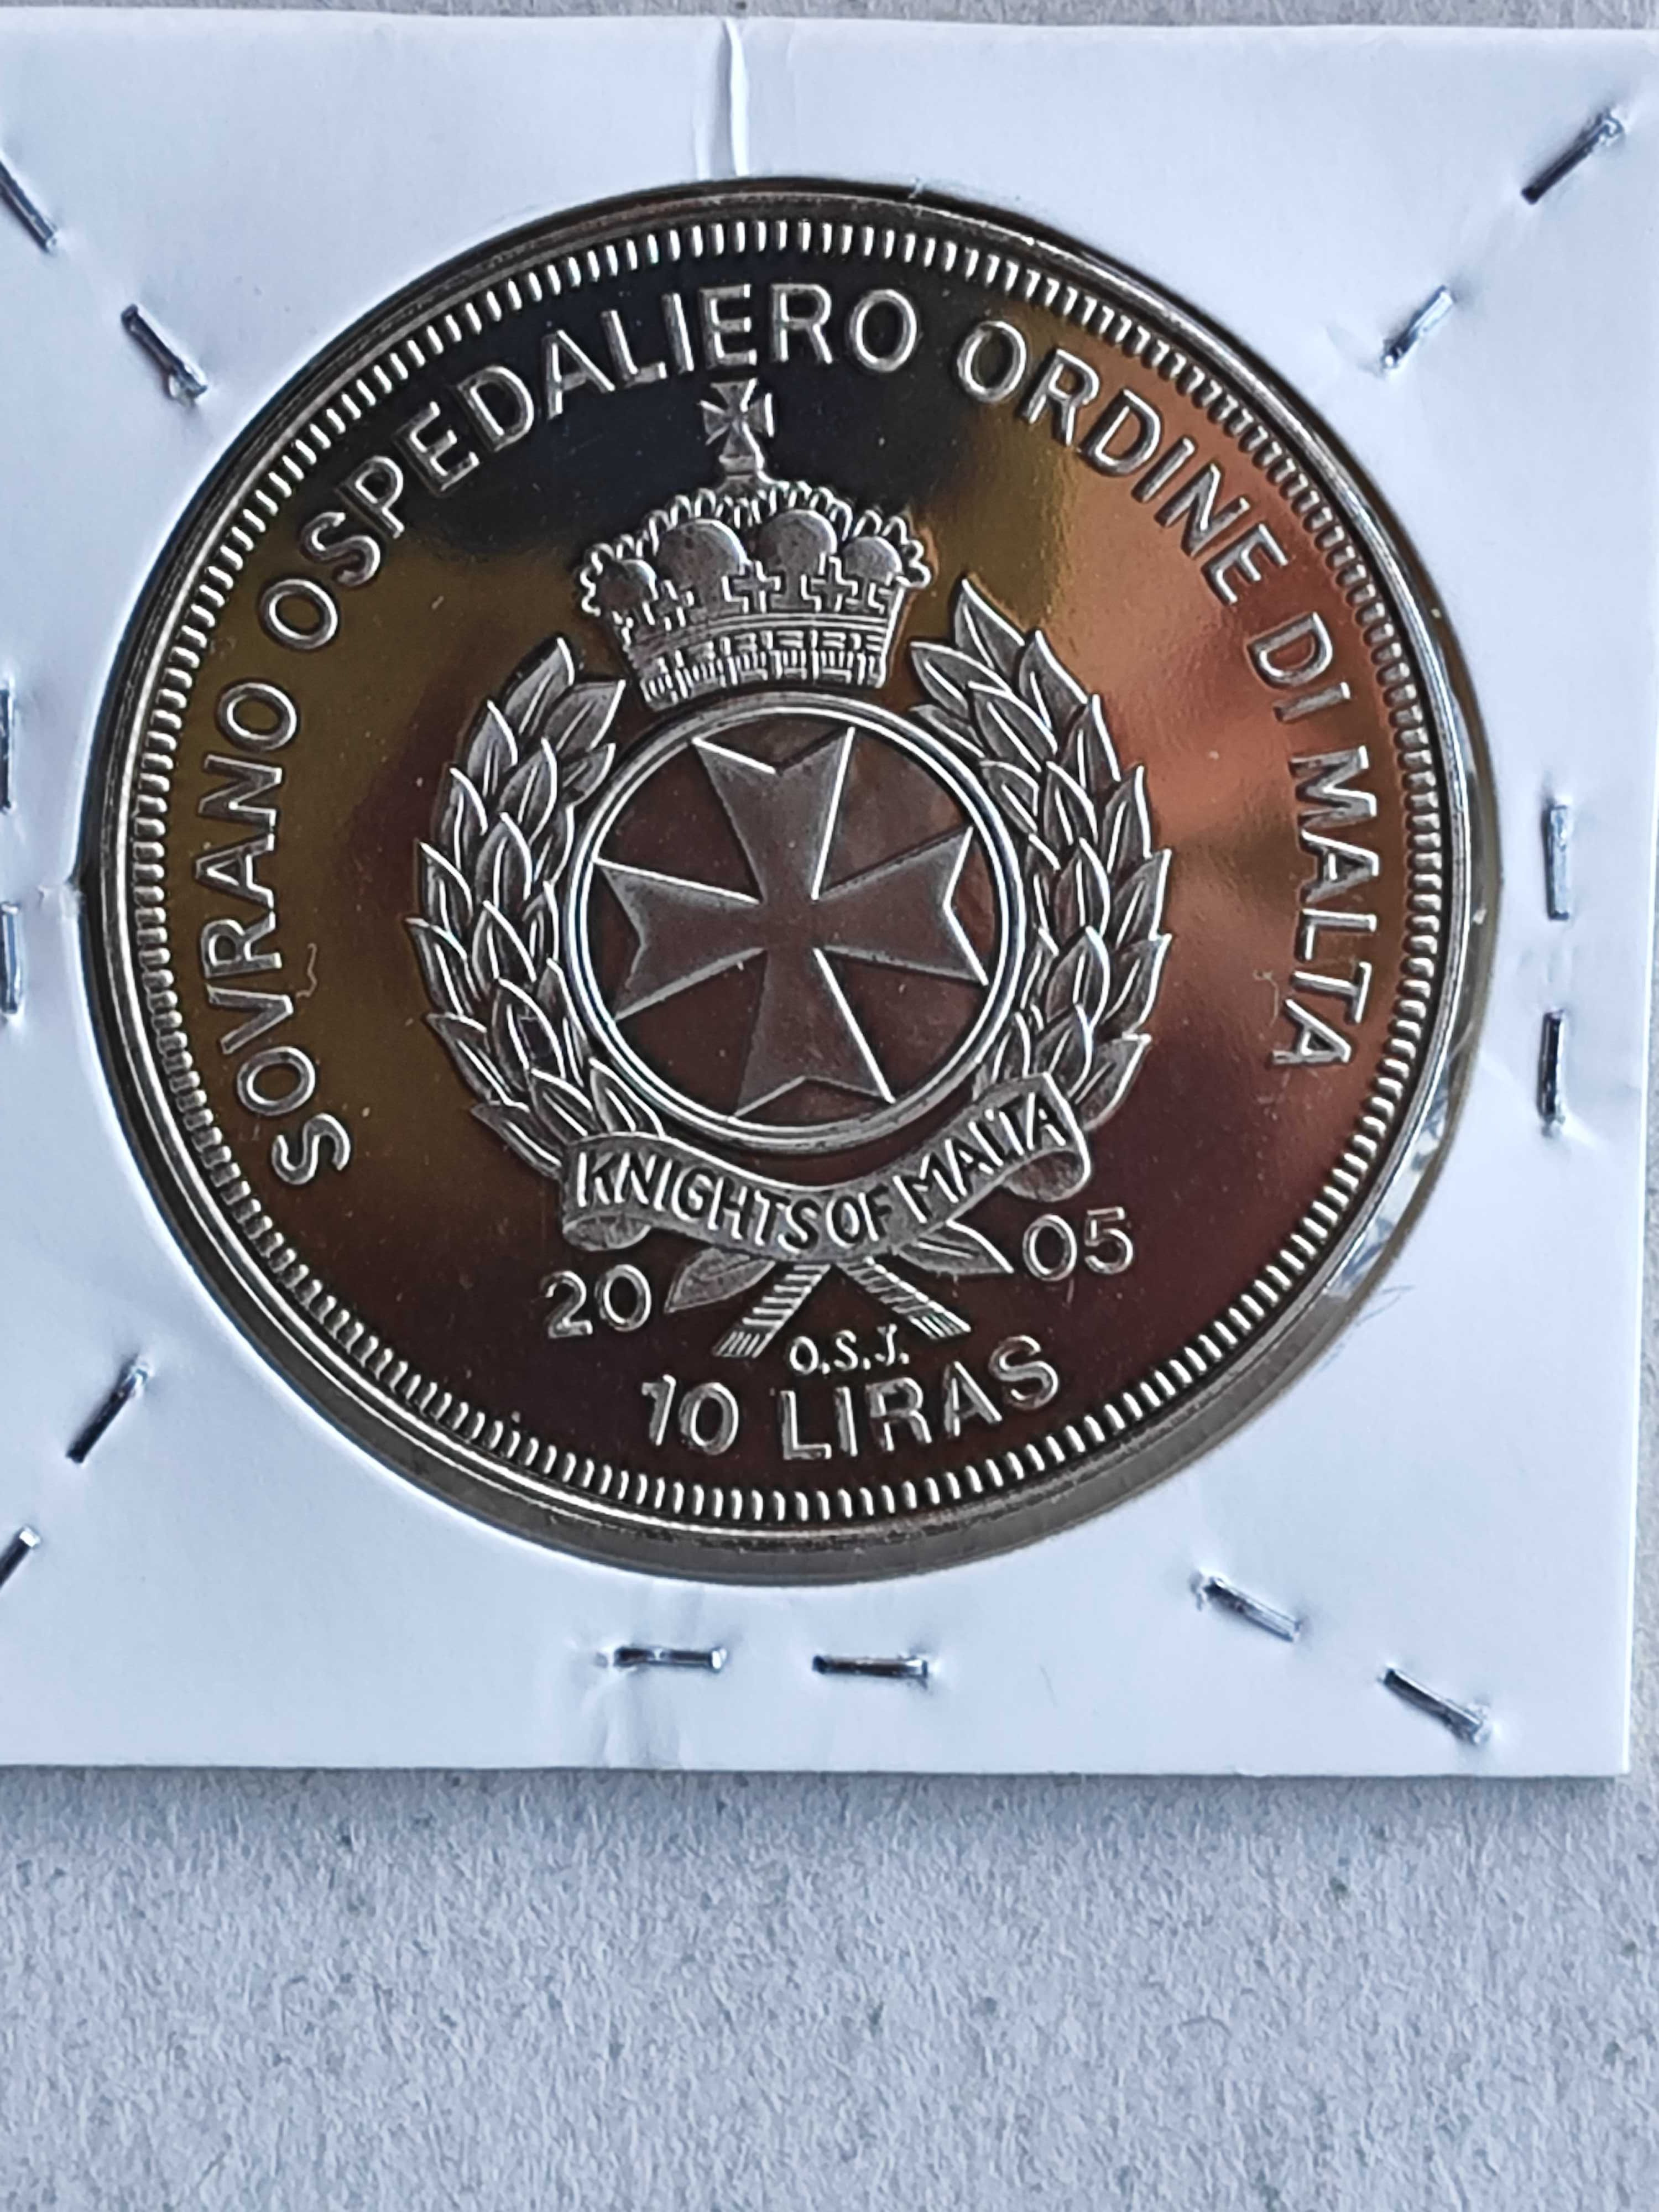 SOVRANO OSPEDALIERO ORDINE DI MALTA
KNIGHTS OF MALTA
20 05
O.S.J.
10 LIRAS